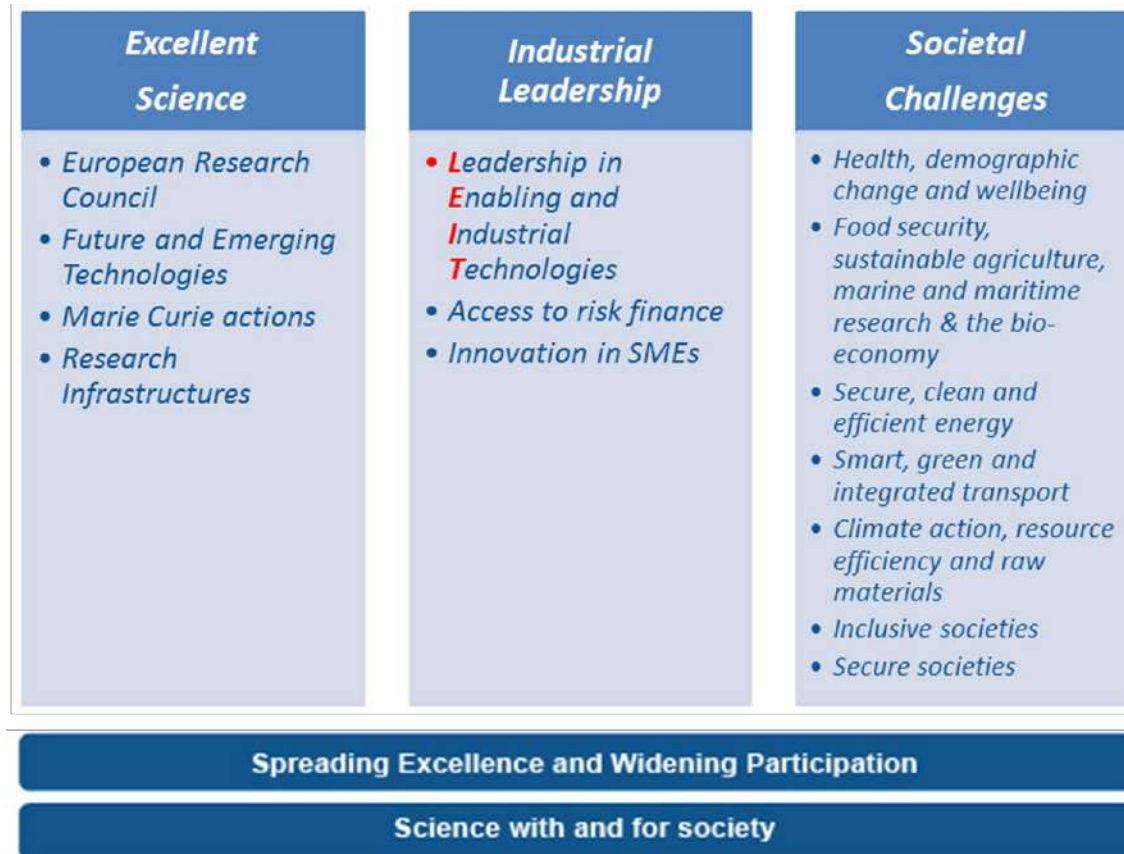 Excellent
Science
• European Research
Council
• Future and Emerging
Technologies
• Marie Curie actions
• Research
Infrastructures
Industrial
Leadership
• Leadership in
Enabling and
Industrial
Technologies
• Access to risk finance
• Innovation in SMEs
Societal
Challenges
• Health, demographic
change and wellbeing
• Food security,
sustainable agriculture,
marine and maritime
research & the bio-
economy
• Secure, clean and
efficient energy
• Smart, green and
integrated transport
• Climate action, resource
efficiency and raw
materials
• Inclusive societies
• Secure societies
Spreading Excellence and Widening Participation
Science with and for society